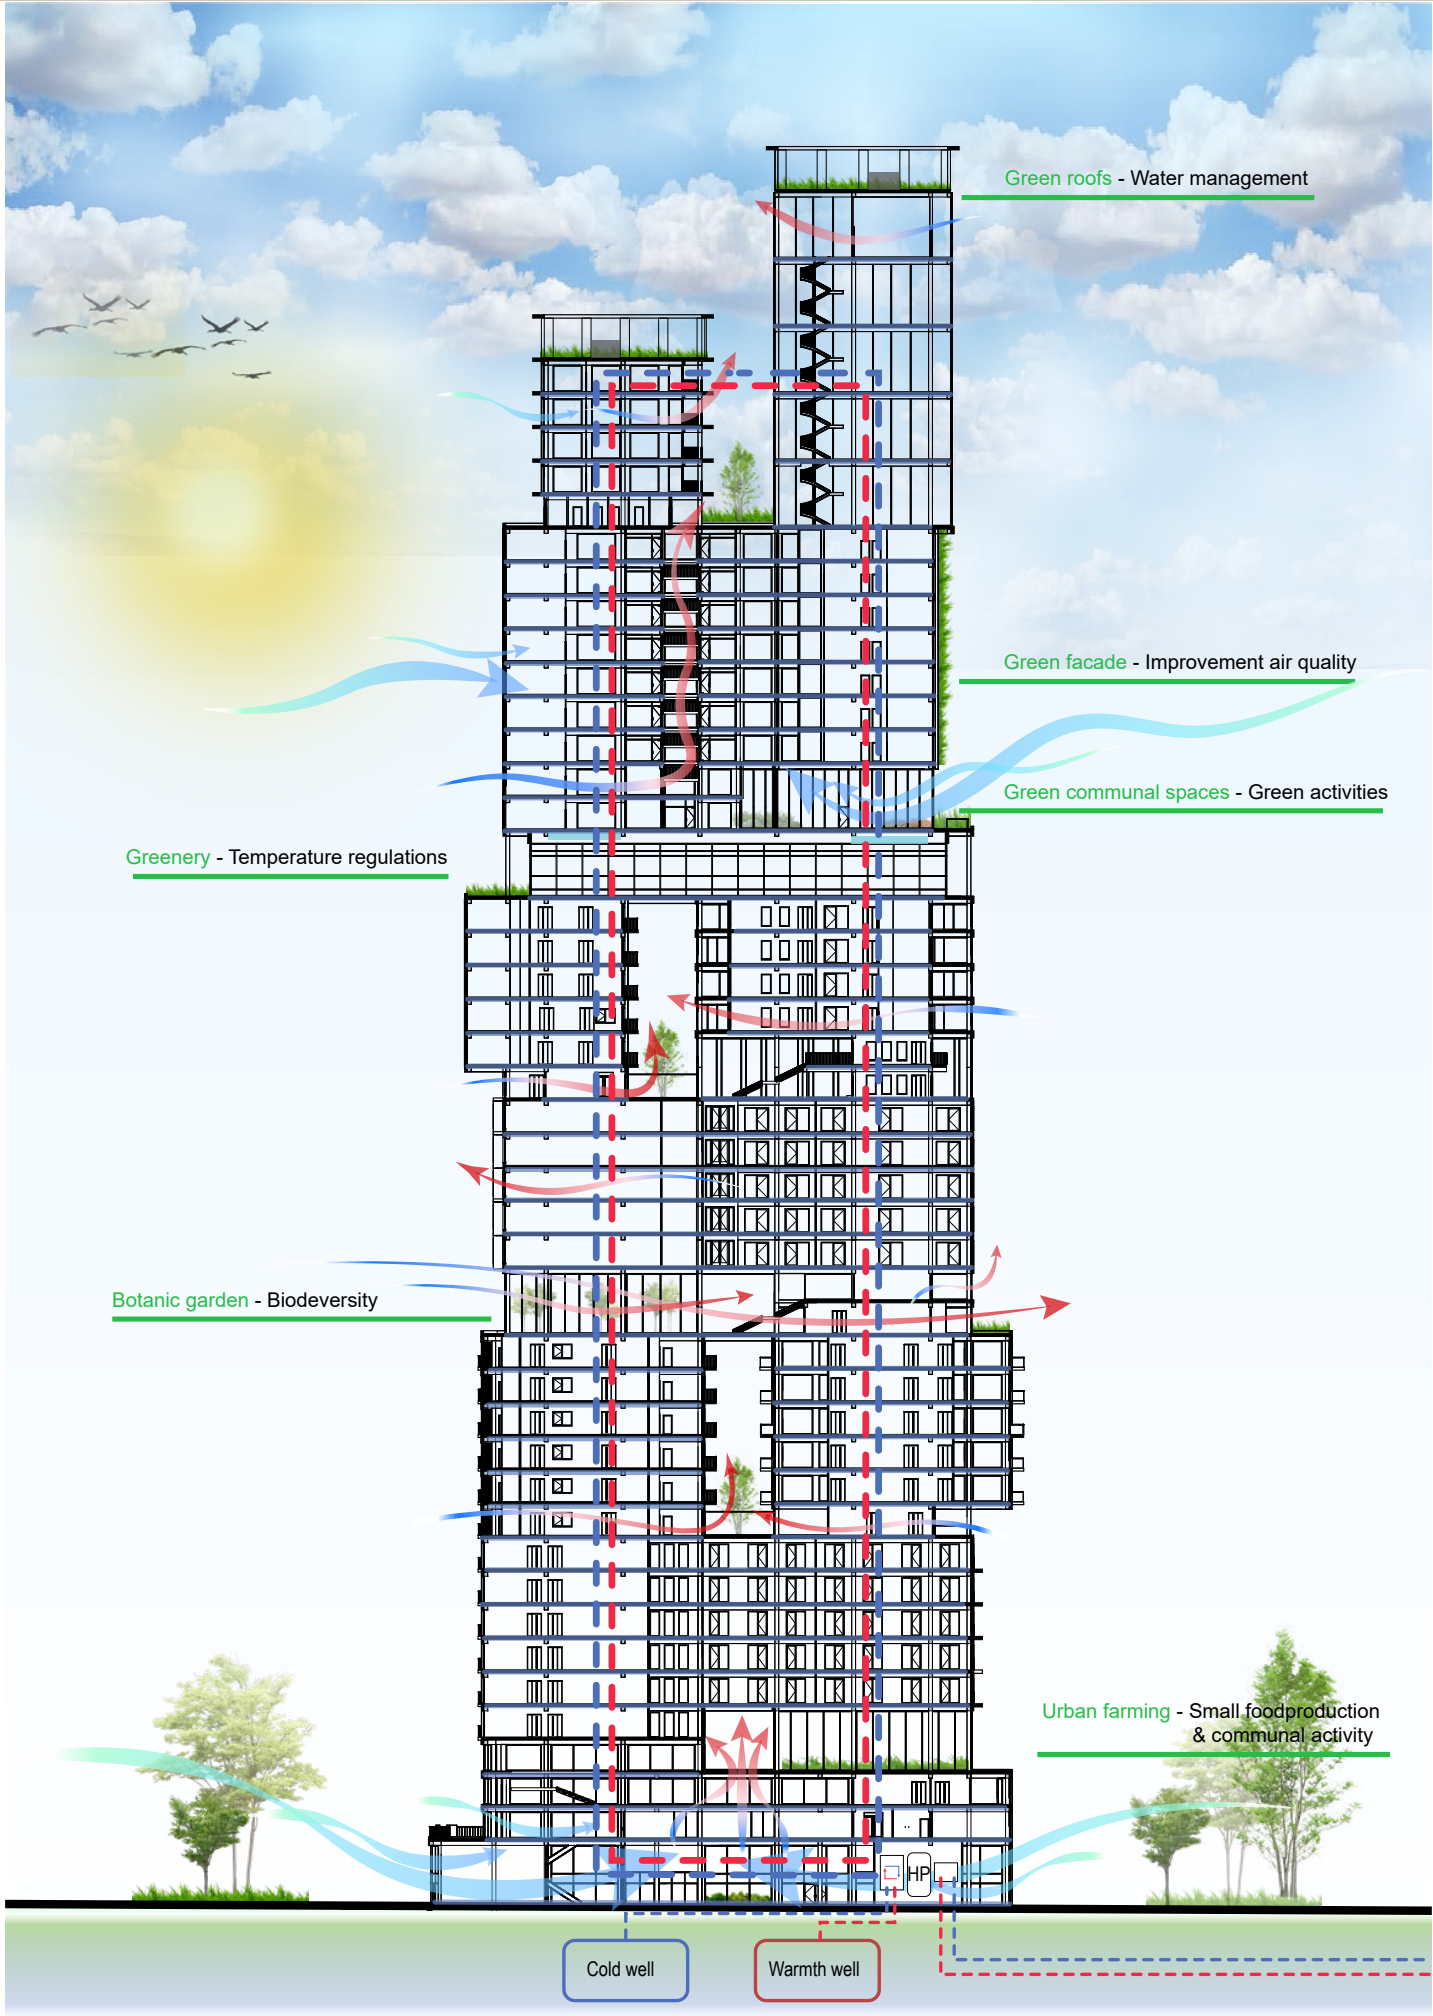 Green roofs - Water management
Green facade - Improvement air quality
Green communal spaces - Green activities
Greenery - Temperature regulations
Botanic garden - Biodeversity
Urban farming - Small foodproduction
& communal activity
HP
Cold well
Warmth well